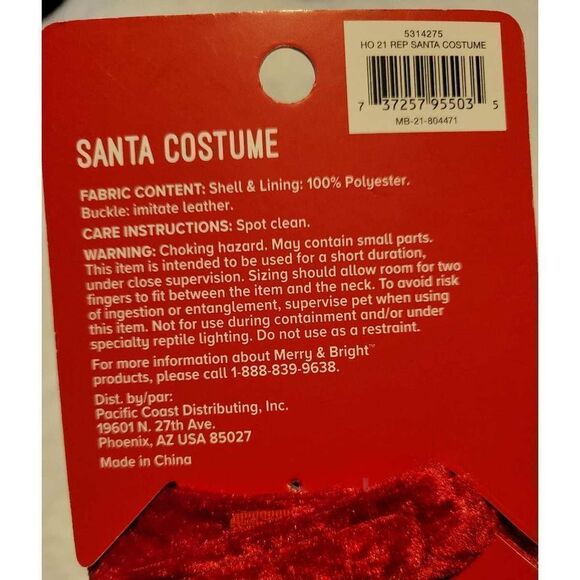 5314275
HO 21 REP SANTA COSTUME
7 37257 95503 5
MB-21-804471
SANTA COSTUME
FABRIC CONTENT: Shell & Lining: 100% Polyester.
Buckle: imitate leather.
CARE INSTRUCTIONS: Spot clean.
WARNING: Choking hazard. May contain small parts.
This item is intended to be used for a short duration,
under close supervision. Sizing should allow room for two
fingers to fit between the item and the neck. To avoid risk
of ingestion or entanglement, supervise pet when using
this item. Not for use during containment and/or under
specialty reptile lighting. Do not use as a restraint.
For more information about Merry & Bright™
products, please call 1-888-839-9638.
Dist. by/par:
Pacific Coast Distributing, Inc.
19601 N. 27th Ave.
Phoenix, AZ USA 85027
Made in China